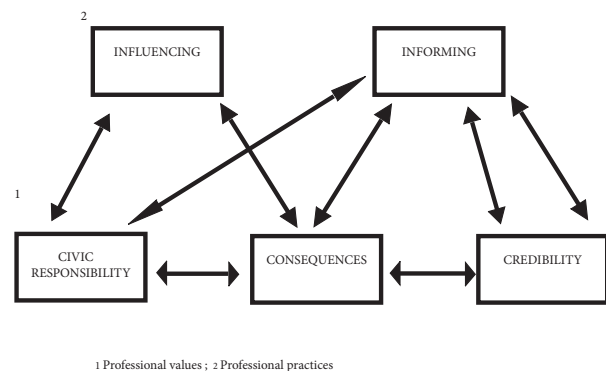 2
INFLUENCING
INFORMING
1
CIVIC
RESPONSIBILITY
CONSEQUENCES
CREDIBILITY
1 Professional values ; 2 Professional practices